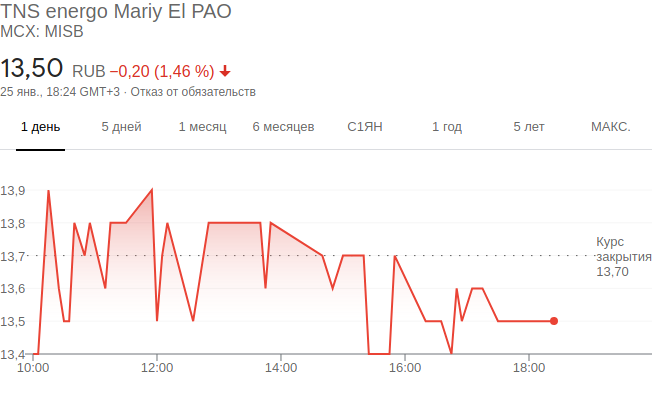 TNS energo Mariy El PAO
MCX: MISB
13,50 RUB −0,20 (1,46 %)
25 янв., 18:24 GMT+3 · Отказ от обязательств
1 день 5 дней 1 месяц 6 месяцев С1ЯН 1 год 5 лет МАКС.
13,9
13,8
13,7
13,6
13,5
13,4
Курс
закрытия
13,70
10:00 12:00 14:00 16:00 18:00